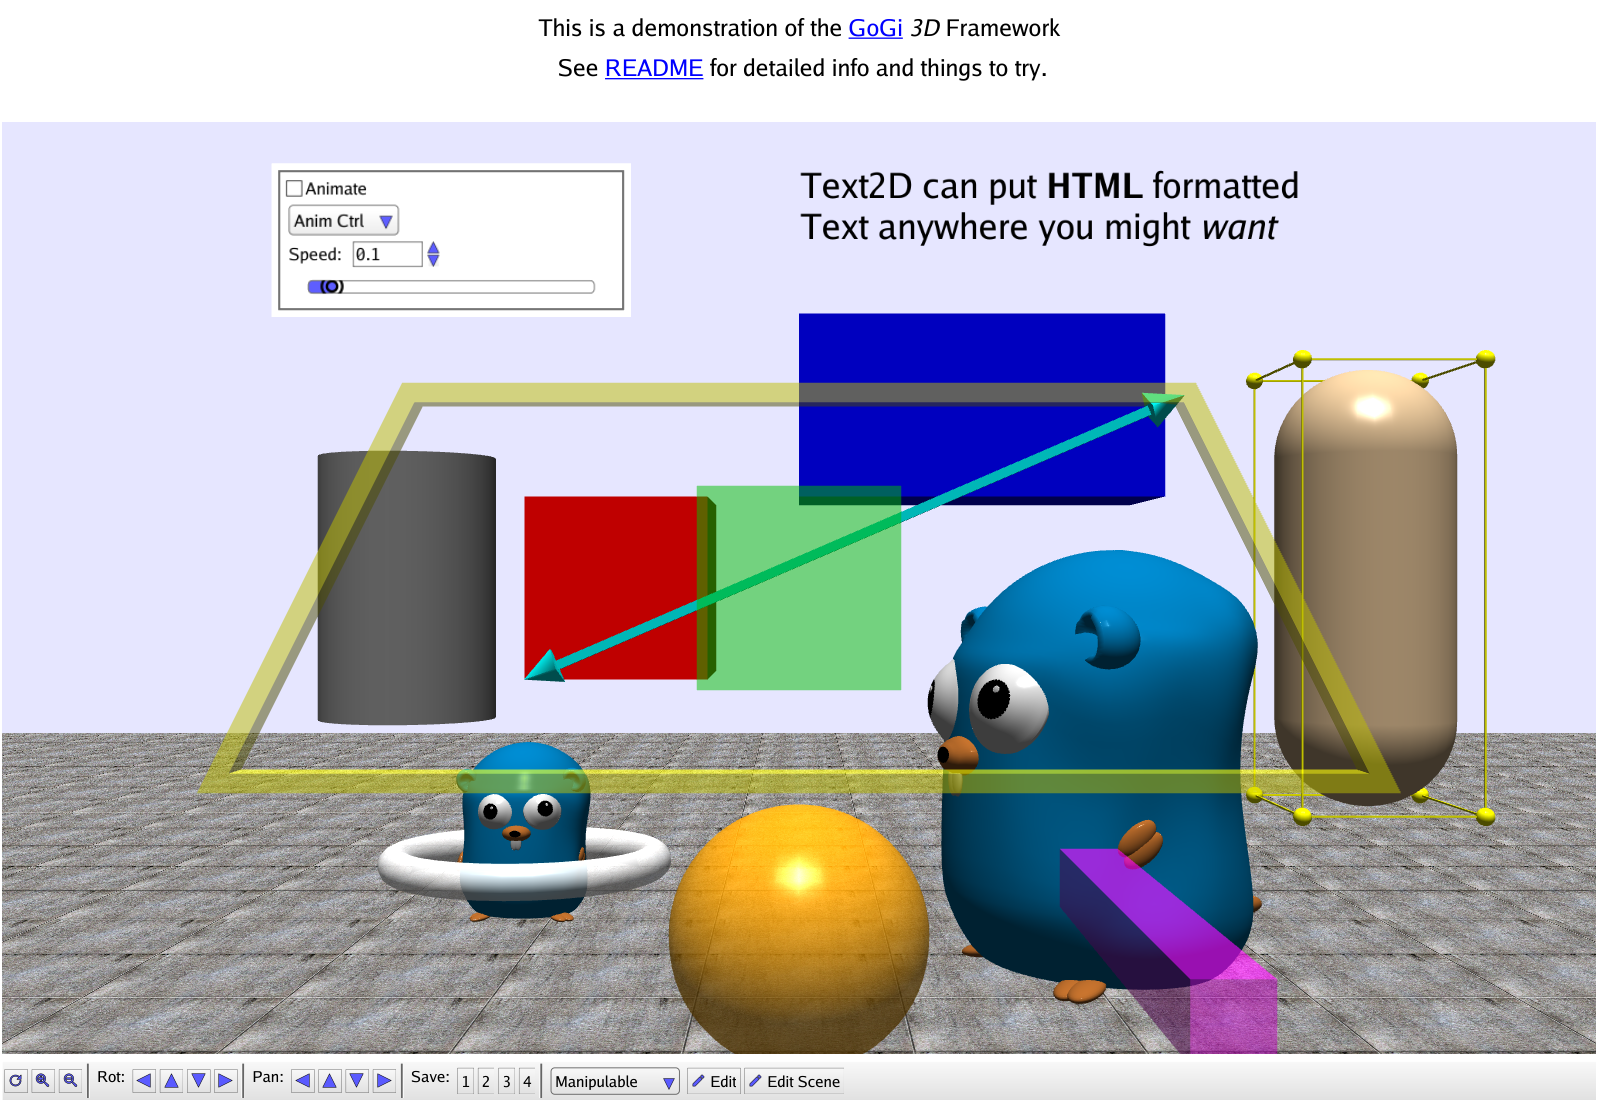 This is a demonstration of the GoGi 3D Framework
See README for detailed info and things to try.
Animate
Anim Ctrl
Speed: 0.1
Text2D can put HTML formatted
Text anywhere you might want
Rot: Pan: Save: 1 2 3 4 Manipulable Edit Edit Scene